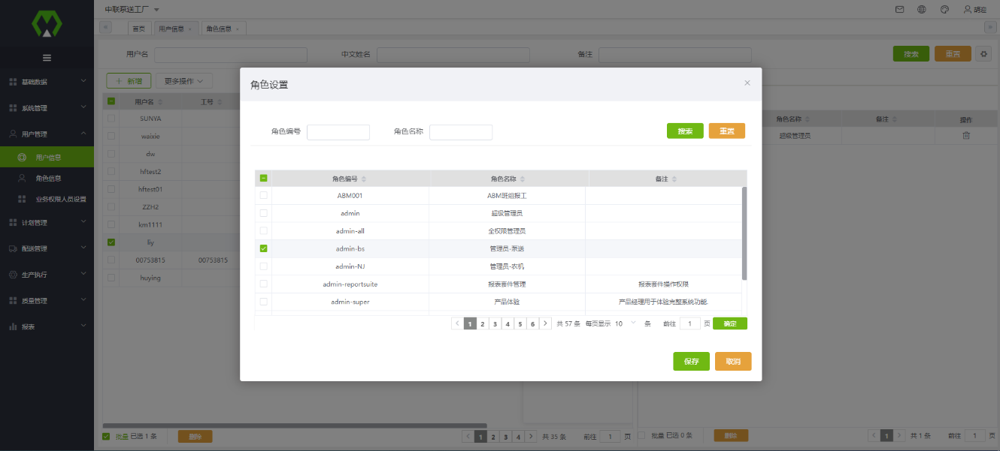 中联泵送工厂
胡迎
首页 用户信息 × 角色信息 ×
用户名 中文姓名 备注 搜索 重置
+ 新增 更多操作
基础数据
系统管理
用户管理
用户信息
角色信息
业务权限人员设置
计划管理
配送管理
生产执行
质量管理
报表
用户名 工号
SUNYA
waixie
dw
hftest2
hftest01
ZZH2
km1111
liy
00753815 00753815
huying
角色名称 备注 操作
超级管理员
角色设置 ×
角色编号 角色名称 搜索 重置
角色编号 角色名称 备注
ABM001 ABM班组报工
admin 超级管理员
admin-all 全权限管理员
admin-bs 管理员-泵送
admin-NJ 管理员-农机
admin-reportsuite 报表套件管理 报表套件操作权限
admin-super 产品体验 产品经理用于体验完整系统功能.
1 2 3 4 5 6 共 57 条 每页显示 10 条 前往 1 页 确定
保存 取消
批量 已选 1 条 删除 1 2 3 4 共 35 条 前往 1 页
批量 已选 0 条 删除 1 共 1 条 前往 1 页